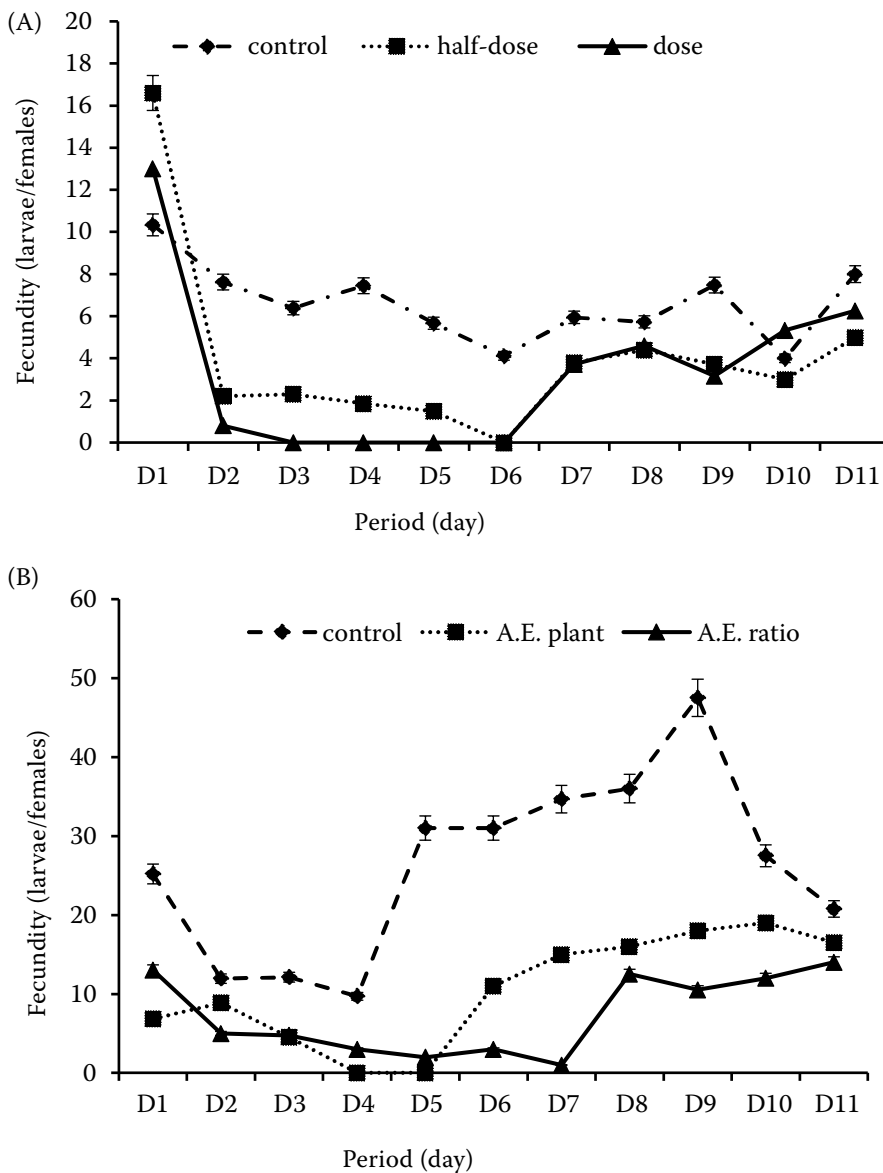 (A)
20
18
16
14
12
10
8
6
4
2
0
Fecundity (larvae/females)
control half-dose dose
D1 D2 D3 D4 D5 D6 D7 D8 D9 D10 D11
Period (day)
(B)
60
50
40
30
20
10
0
Fecundity (larvae/females)
control A.E. plant A.E. ratio
D1 D2 D3 D4 D5 D6 D7 D8 D9 D10 D11
Period (day)